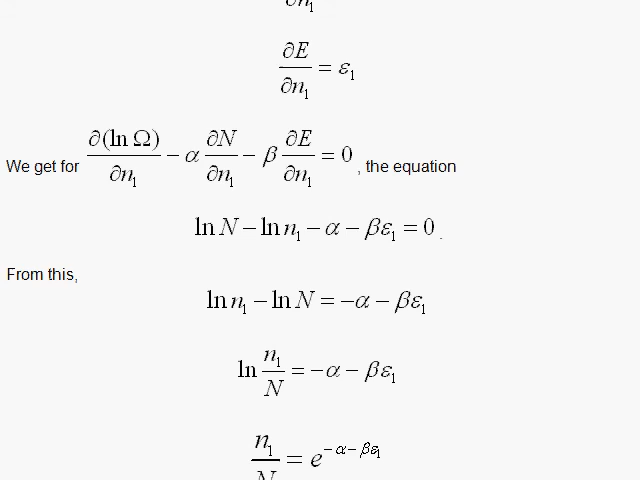 ∂n₁
∂E/∂n₁ = ε₁
We get for ∂(ln Ω)/∂n₁ − α ∂N/∂n₁ − β ∂E/∂n₁ = 0 , the equation
ln N − ln n₁ − α − βε₁ = 0 .
From this,
ln n₁ − ln N = −α − βε₁
ln n₁/N = −α − βε₁
n₁/N = e^(−α−βε₁)